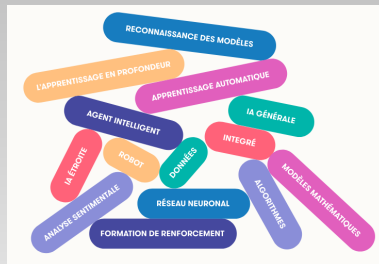 RECONNAISSANCE DES MODÈLES
L'APPRENTISSAGE EN PROFONDEUR
APPRENTISSAGE AUTOMATIQUE
AGENT INTELLIGENT
IA GÉNÉRALE
INTEGRÉ
IA ÉTROITE
ROBOT
DONNÉES
MODÈLES MATHÉMATIQUES
ALGORITHMES
ANALYSE SENTIMENTALE
RÉSEAU NEURONAL
FORMATION DE RENFORCEMENT